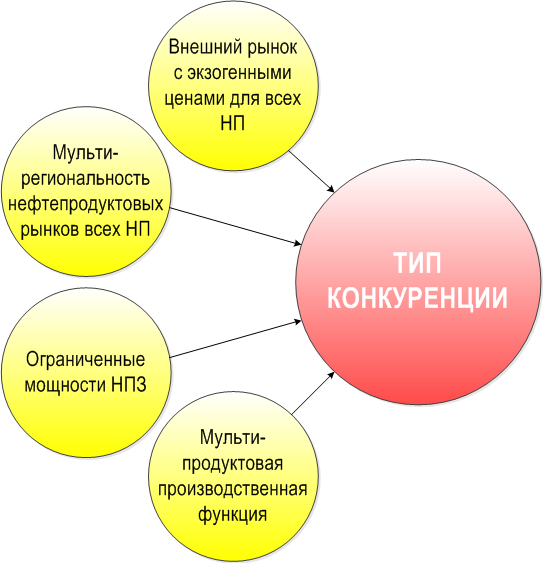 Внешний рынок
с экзогенными
ценами для всех
НП
Мульти-
региональность
нефтепродуктовых
рынков всех НП
ТИП
КОНКУРЕНЦИИ
Ограниченные
мощности НПЗ
Мульти-
продуктовая
производственная
функция